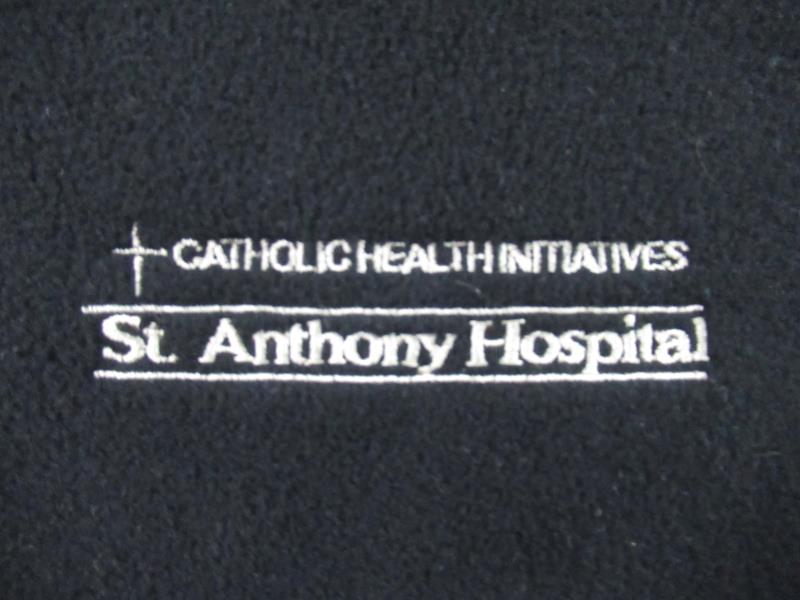 CATHOLIC HEALTH INITIATIVES
St. Anthony Hospital